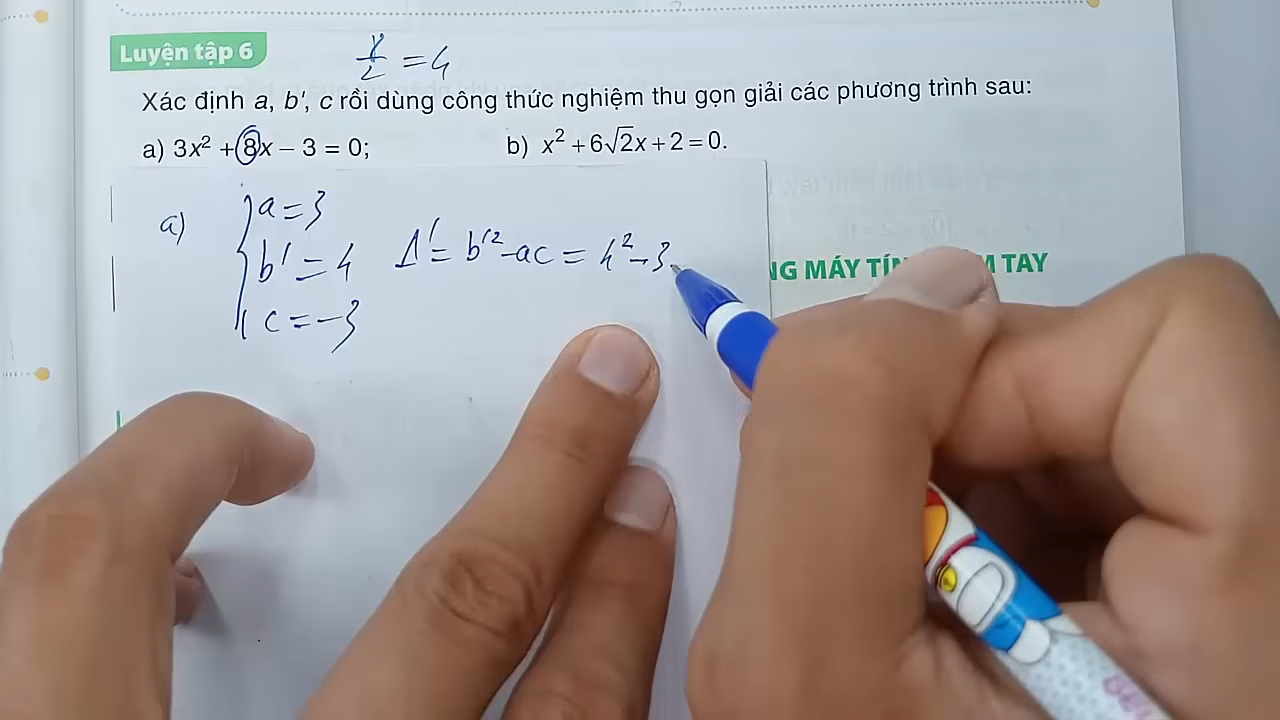 Luyện tập 6
8/2 = 4
Xác định a, b', c rồi dùng công thức nghiệm thu gọn giải các phương trình sau:
a) 3x² + 8x – 3 = 0; b) x² + 6√2x + 2 = 0.
a) a = 3
b' = 4 Δ' = b'² - ac = 4² - 3.
c = -3
NG MÁY TÍN M TAY